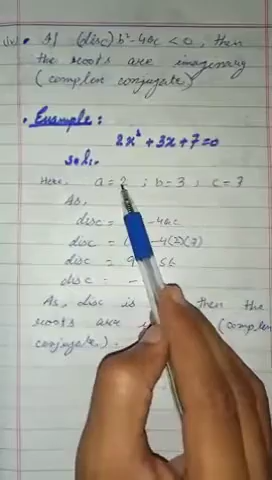 (iv) • If (disc) b²-4ac < 0, then
the roots are imaginary
(complex conjugate)
• Example:
2x² + 3x + 7 = 0
sol:.
Here, a = 2 ; b = 3 ; c = 7
As,
disc = -4ac
disc = -4(2)(7)
disc = 9 56
disc = -
As, disc is then the
roots are (complex
conjugate).